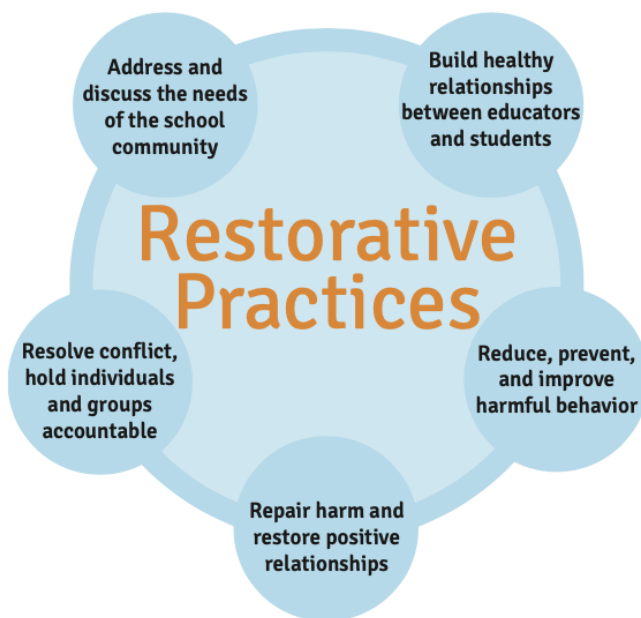 Address and
discuss the needs
of the school
community
Build healthy
relationships
between educators
and students
Restorative
Practices
Resolve conflict,
hold individuals
and groups
accountable
Reduce, prevent,
and improve
harmful behavior
Repair harm and
restore positive
relationships